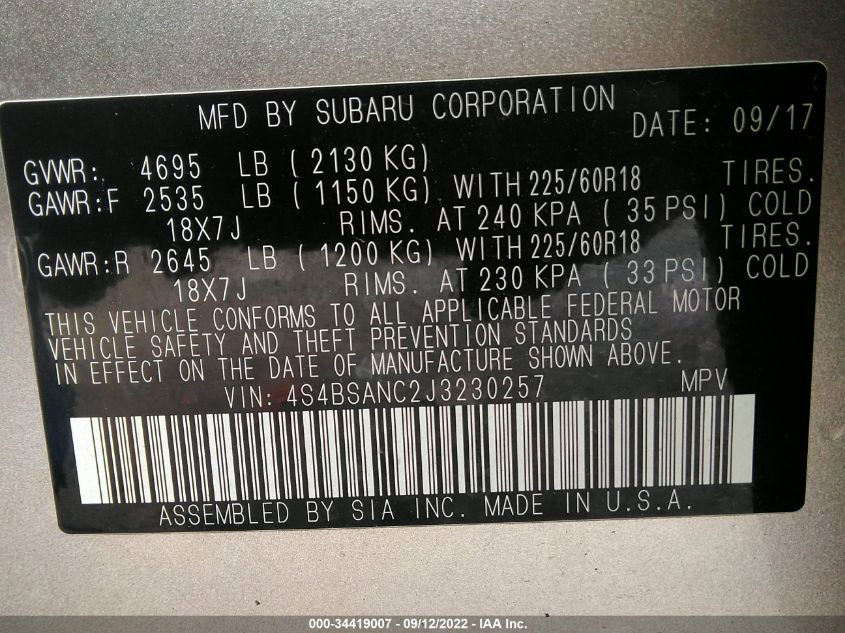 MFD BY SUBARU CORPORATION DATE: 09/17
GVWR: 4695 LB ( 2130 KG)
GAWR:F 2535 LB ( 1150 KG) WITH 225/60R18 TIRES.
18X7J RIMS. AT 240 KPA ( 35 PSI) COLD
GAWR:R 2645 LB ( 1200 KG) WITH 225/60R18 TIRES.
18X7J RIMS. AT 230 KPA ( 33 PSI) COLD
THIS VEHICLE CONFORMS TO ALL APPLICABLE FEDERAL MOTOR
VEHICLE SAFETY AND THEFT PREVENTION STANDARDS
IN EFFECT ON THE DATE OF MANUFACTURE SHOWN ABOVE.
VIN: 4S4BSANC2J3230257 MPV
ASSEMBLED BY SIA INC. MADE IN U.S.A.
000-34419007 - 09/12/2022 - IAA Inc.